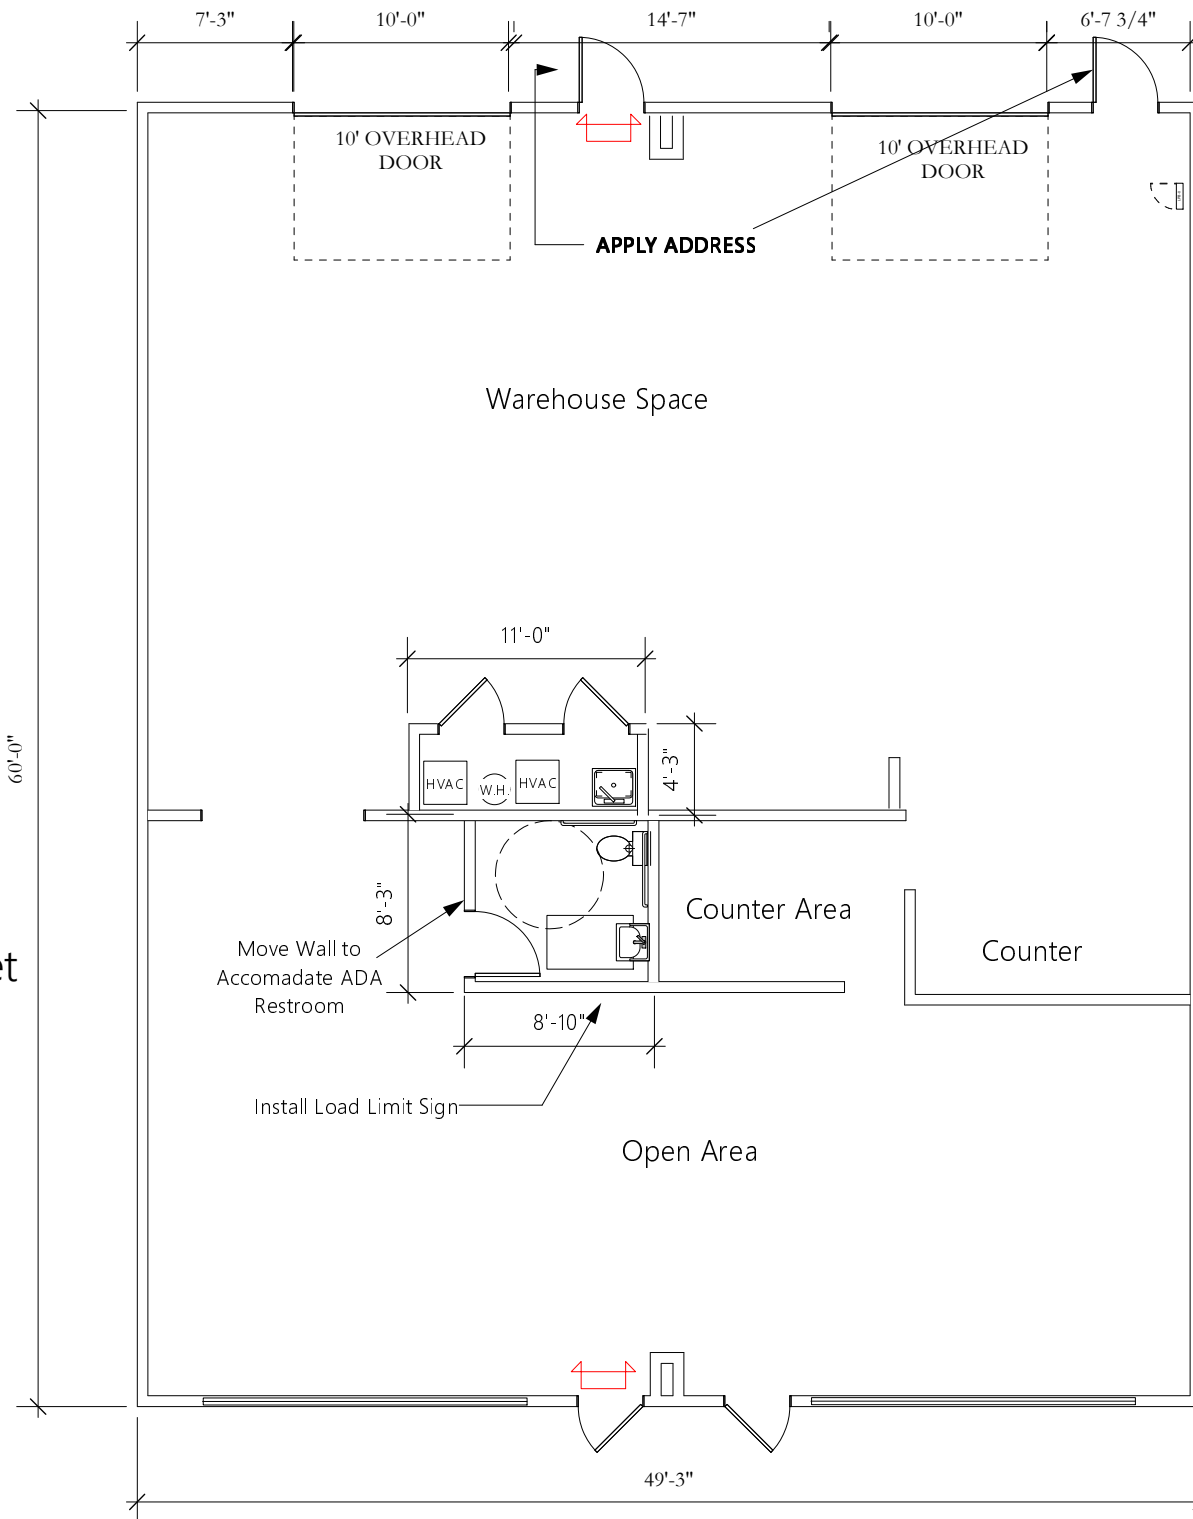 7'-3" 10'-0" 14'-7" 10'-0" 6'-7 3/4"
10' OVERHEAD
DOOR
10' OVERHEAD
DOOR
APPLY ADDRESS
Warehouse Space
11'-0"
60'-0"
4'-3"
HVAC
W.H.
HVAC
8'-3"
Counter Area
Counter
Move Wall to
Accomadate ADA
Restroom
8'-10"
Install Load Limit Sign
Open Area
49'-3"